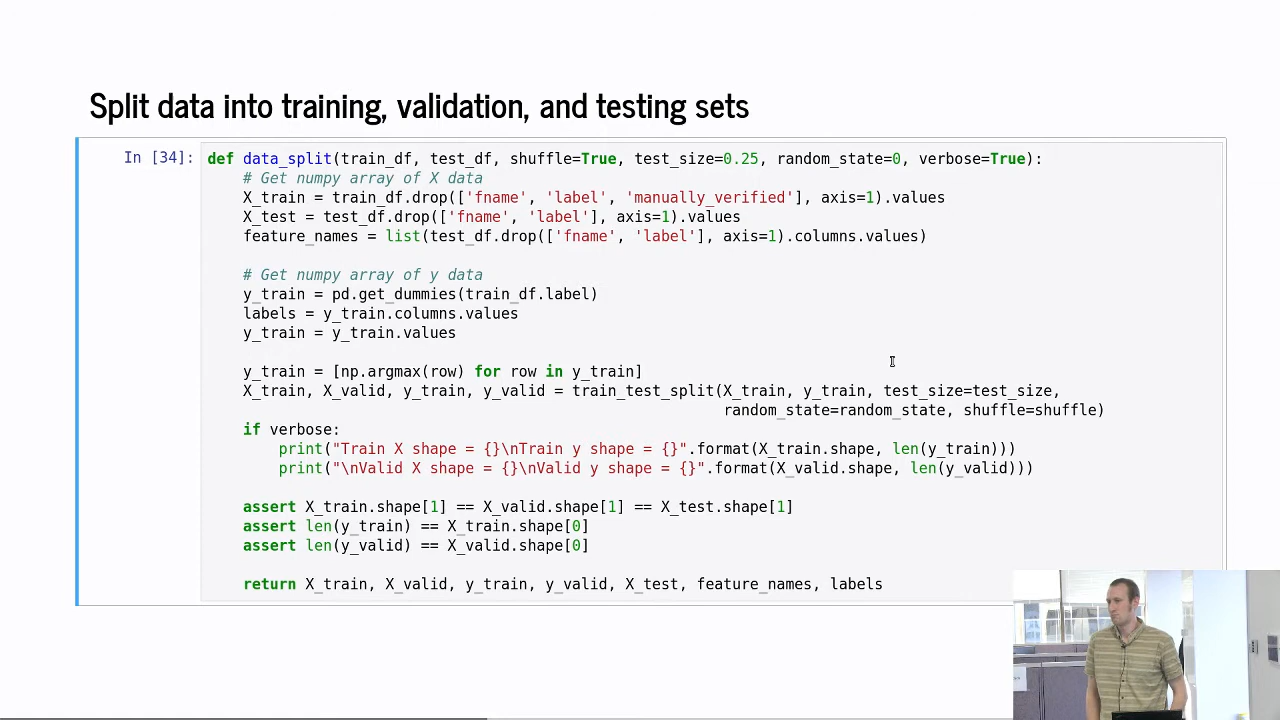 Split data into training, validation, and testing sets
In [34]:
def data_split(train_df, test_df, shuffle=True, test_size=0.25, random_state=0, verbose=True):
    # Get numpy array of X data
    X_train = train_df.drop(['fname', 'label', 'manually_verified'], axis=1).values
    X_test = test_df.drop(['fname', 'label'], axis=1).values
    feature_names = list(test_df.drop(['fname', 'label'], axis=1).columns.values)
    # Get numpy array of y data
    y_train = pd.get_dummies(train_df.label)
    labels = y_train.columns.values
    y_train = y_train.values
    y_train = [np.argmax(row) for row in y_train]
    X_train, X_valid, y_train, y_valid = train_test_split(X_train, y_train, test_size=test_size,
                                                          random_state=random_state, shuffle=shuffle)
    if verbose:
        print("Train X shape = {}\nTrain y shape = {}".format(X_train.shape, len(y_train)))
        print("\nValid X shape = {}\nValid y shape = {}".format(X_valid.shape, len(y_valid)))
    assert X_train.shape[1] == X_valid.shape[1] == X_test.shape[1]
    assert len(y_train) == X_train.shape[0]
    assert len(y_valid) == X_valid.shape[0]
    return X_train, X_valid, y_train, y_valid, X_test, feature_names, labels